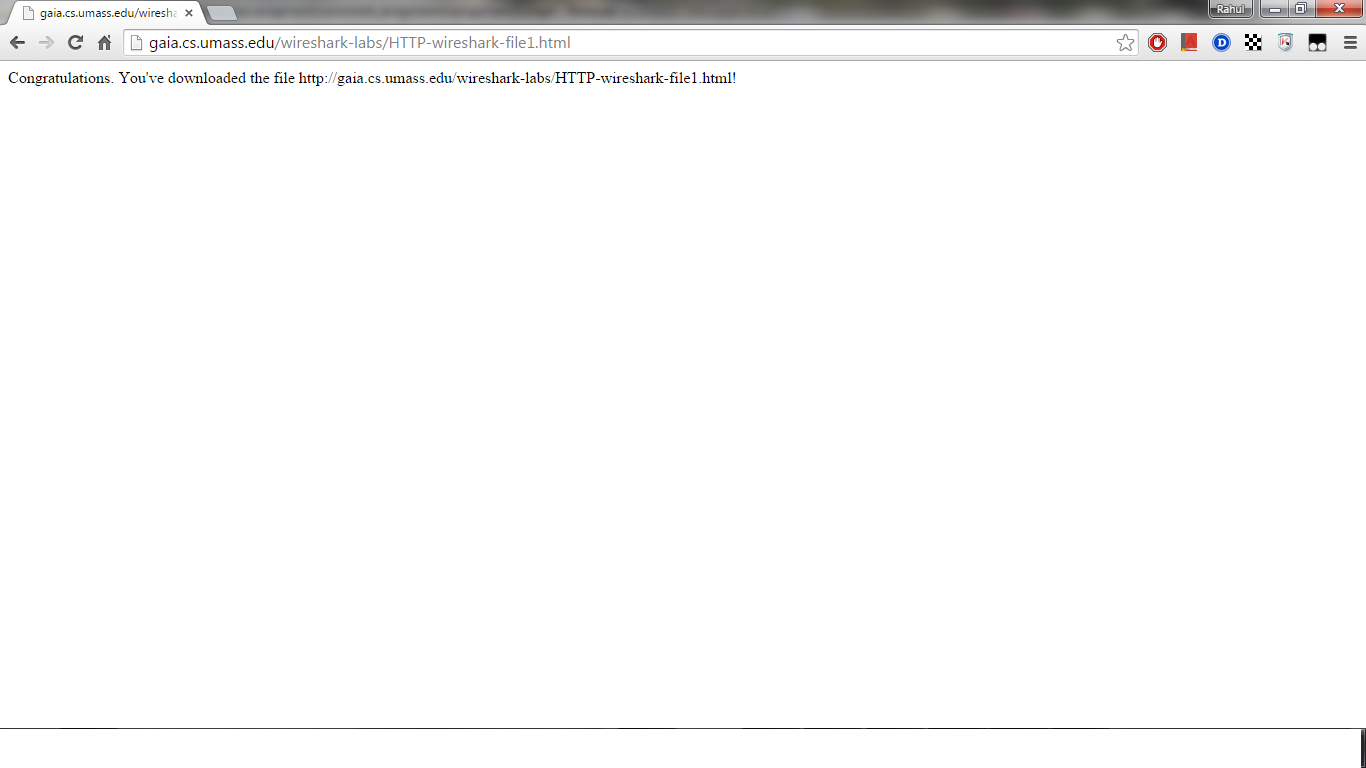 gaia.cs.umass.edu/wiresha
Rahul
gaia.cs.umass.edu/wireshark-labs/HTTP-wireshark-file1.html
D
Congratulations. You've downloaded the file http://gaia.cs.umass.edu/wireshark-labs/HTTP-wireshark-file1.html!